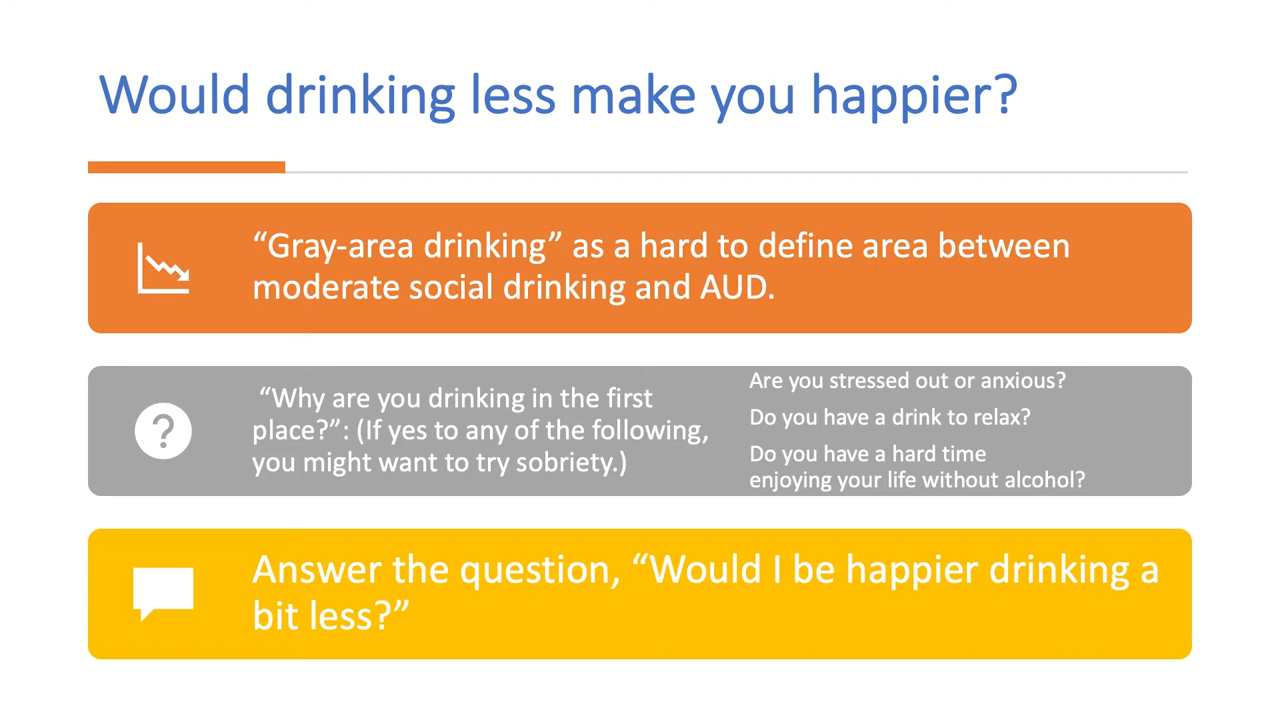 Would drinking less make you happier?
“Gray-area drinking” as a hard to define area between
moderate social drinking and AUD.
“Why are you drinking in the first
place?”: (If yes to any of the following,
you might want to try sobriety.)
Are you stressed out or anxious?
Do you have a drink to relax?
Do you have a hard time
enjoying your life without alcohol?
Answer the question, “Would I be happier drinking a
bit less?”